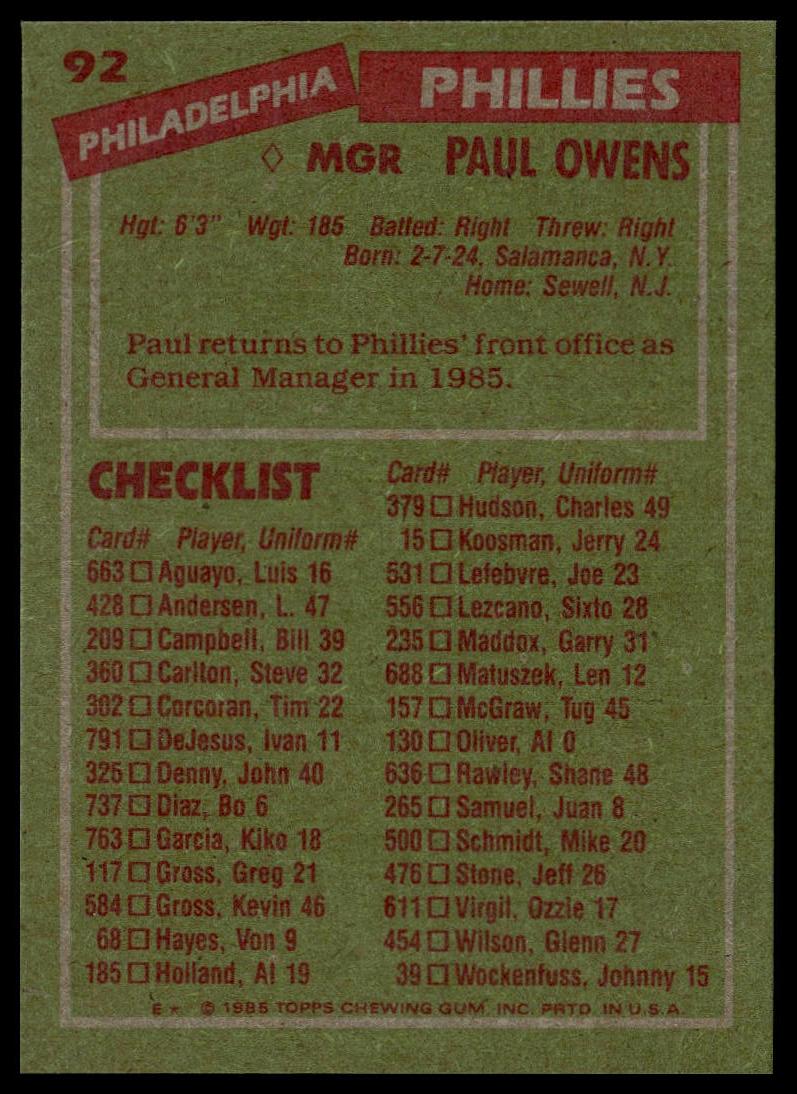 92
PHILADELPHIA PHILLIES
◊ MGR PAUL OWENS
Hgt: 6'3" Wgt: 185 Batted: Right Threw: Right
Born: 2-7-24, Salamanca, N.Y.
Home: Sewell, N.J.
Paul returns to Phillies' front office as
General Manager in 1985.
CHECKLIST
Card# Player, Uniform#
663 □ Aguayo, Luis 16
428 □ Andersen, L. 47
209 □ Campbell, Bill 39
360 □ Carlton, Steve 32
302 □ Corcoran, Tim 22
791 □ DeJesus, Ivan 11
325 □ Denny, John 40
737 □ Diaz, Bo 6
763 □ Garcia, Kiko 18
117 □ Gross, Greg 21
584 □ Gross, Kevin 46
68 □ Hayes, Von 9
185 □ Holland, Al 19
Card# Player, Uniform#
379 □ Hudson, Charles 49
15 □ Koosman, Jerry 24
531 □ Lefebvre, Joe 23
556 □ Lezcano, Sixto 28
235 □ Maddox, Garry 31
688 □ Matuszek, Len 12
157 □ McGraw, Tug 45
130 □ Oliver, Al 0
636 □ Rawley, Shane 48
265 □ Samuel, Juan 8
500 □ Schmidt, Mike 20
476 □ Stone, Jeff 26
611 □ Virgil, Ozzie 17
454 □ Wilson, Glenn 27
39 □ Wockenfuss, Johnny 15
E* © 1985 TOPPS CHEWING GUM, INC. PRTD. IN U.S.A.